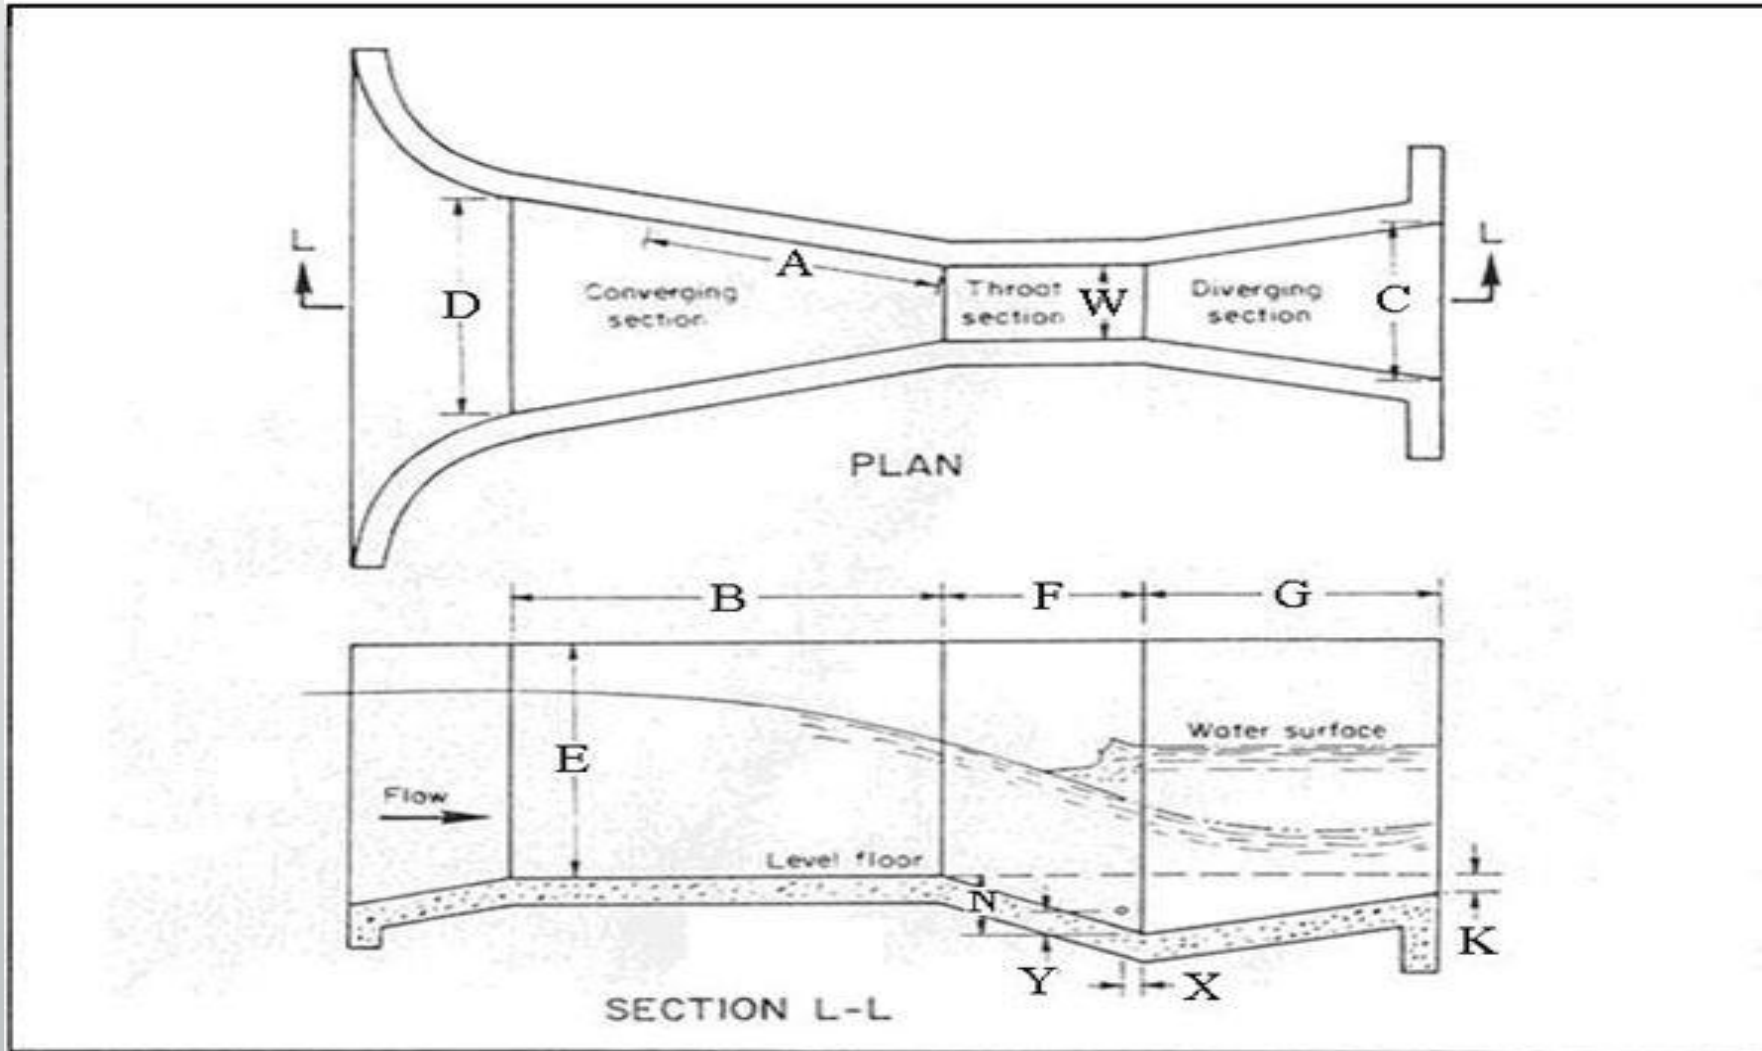 L
L
A
D
Converging
section
Throat
section
W
Diverging
section
C
PLAN
B
F
G
E
Water surface
Flow
Level floor
N
K
Y
X
SECTION L-L